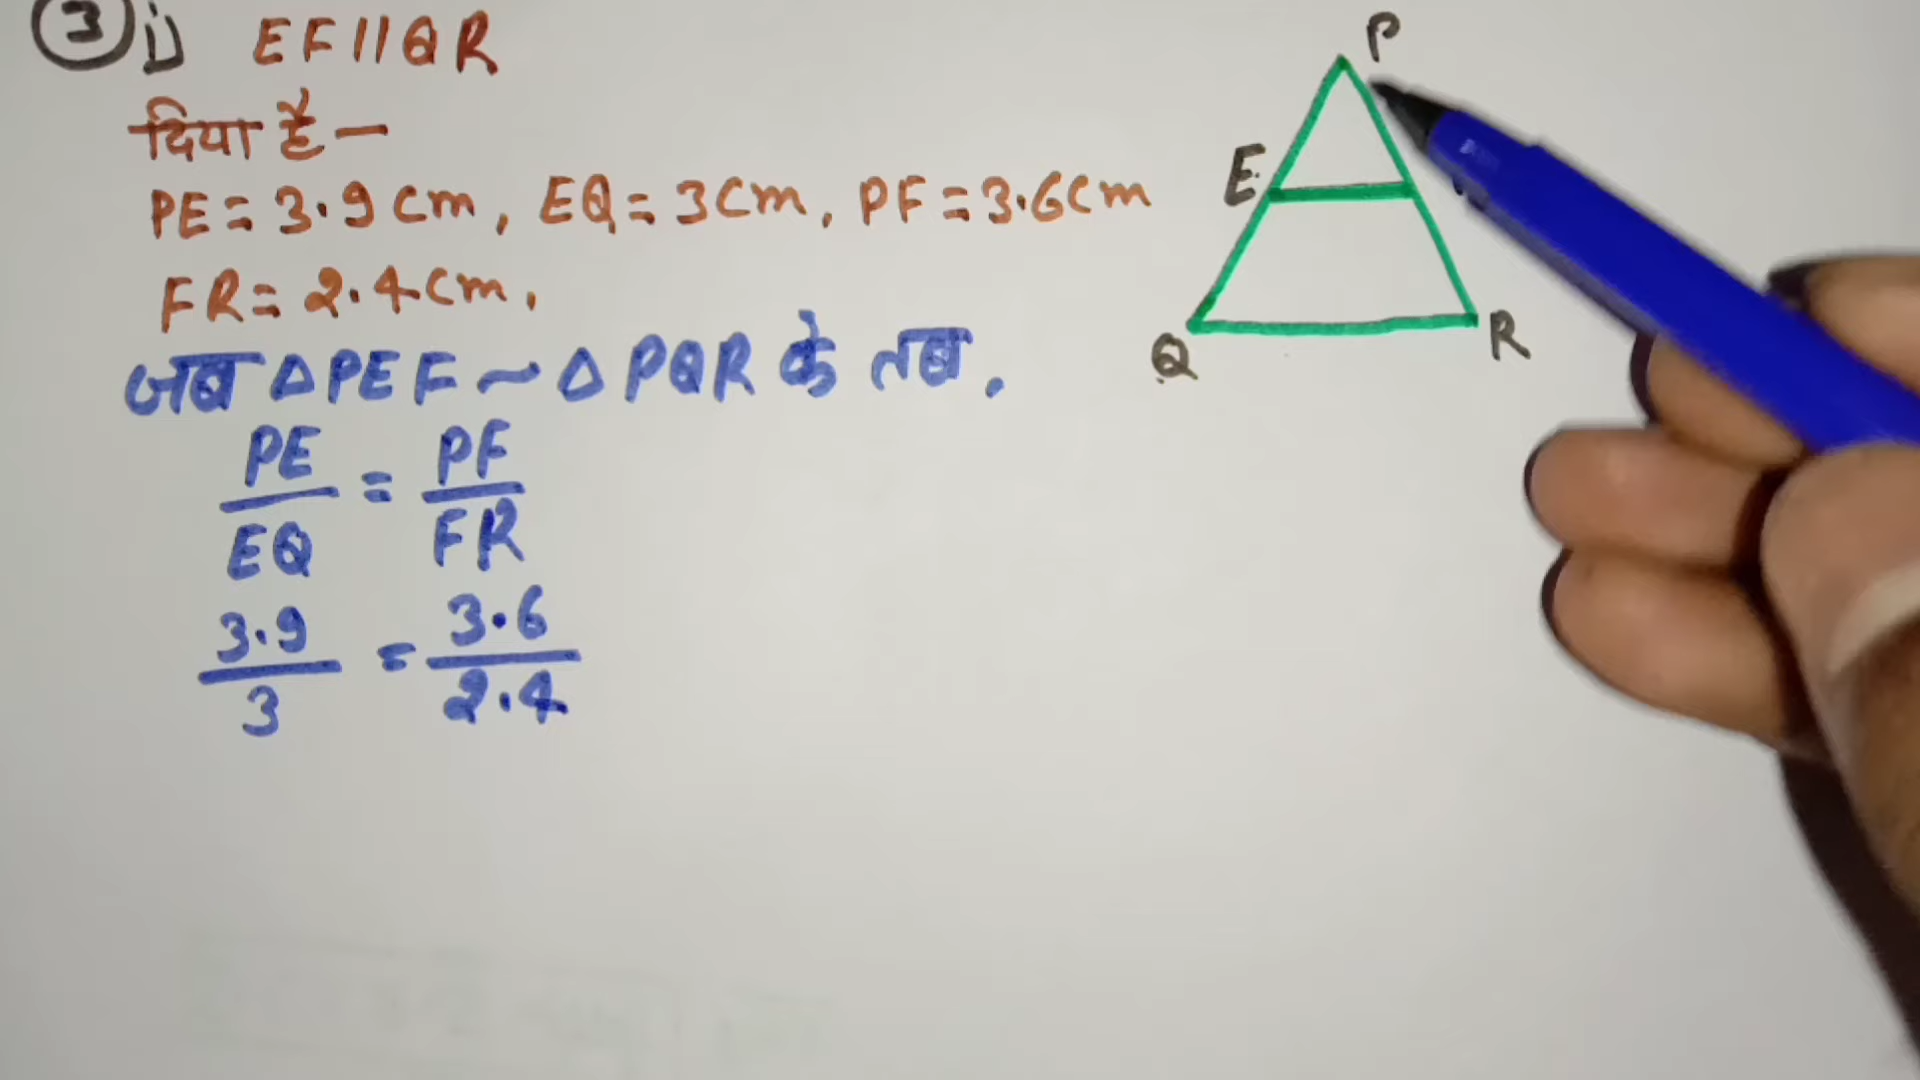 3 i) EF||QR
दिया है —
PE = 3.9 cm, EQ = 3 cm, PF = 3.6 cm
FR = 2.4 cm,
जब △PEF ~ △PQR के तब,
PE/EQ = PF/FR
3.9/3 = 3.6/2.4
P
E
Q
R